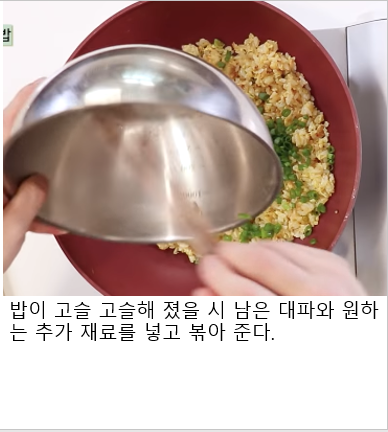 밥
밥이 고슬 고슬해 졌을 시 남은 대파와 원하
는 추가 재료를 넣고 볶아 준다.